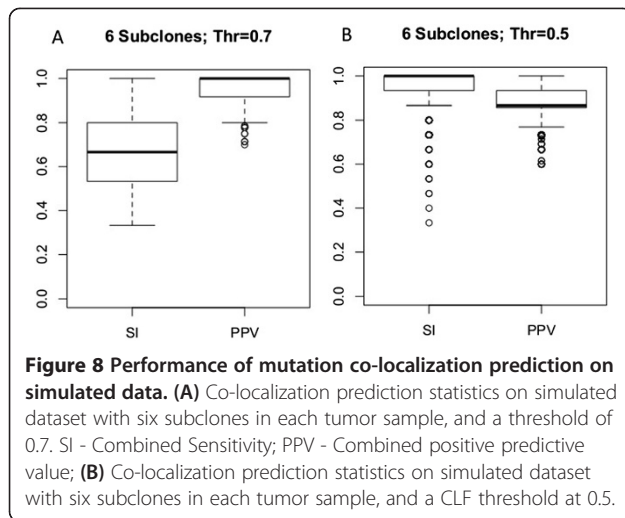 A
6 Subclones; Thr=0.7
1.0
0.8
0.6
0.4
0.2
0.0
SI
PPV
B
6 Subclones; Thr=0.5
1.0
0.8
0.6
0.4
0.2
0.0
SI
PPV
Figure 8 Performance of mutation co-localization prediction on
simulated data. (A) Co-localization prediction statistics on simulated
dataset with six subclones in each tumor sample, and a threshold of
0.7. SI - Combined Sensitivity; PPV - Combined positive predictive
value; (B) Co-localization prediction statistics on simulated dataset
with six subclones in each tumor sample, and a CLF threshold at 0.5.